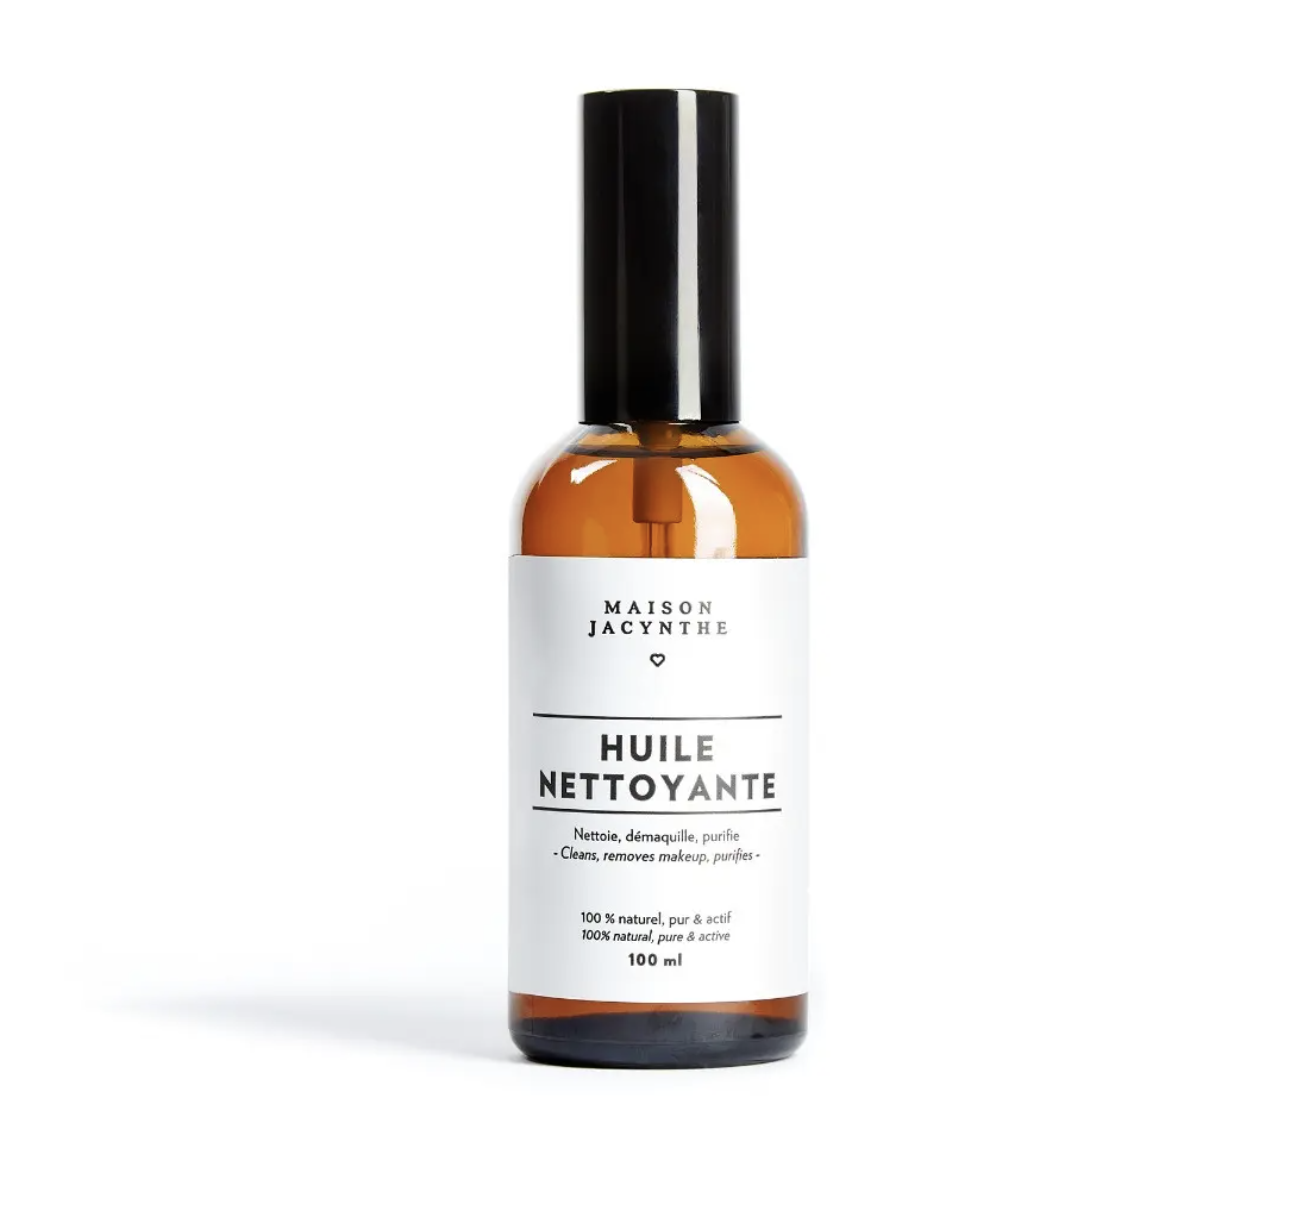 MAISON
JACYNTHE
HUILE
NETTOYANTE
Nettoie, démaquille, purifie
- Cleans, removes makeup, purifies -
100 % naturel, pur & actif
100% natural, pure & active
100 ml